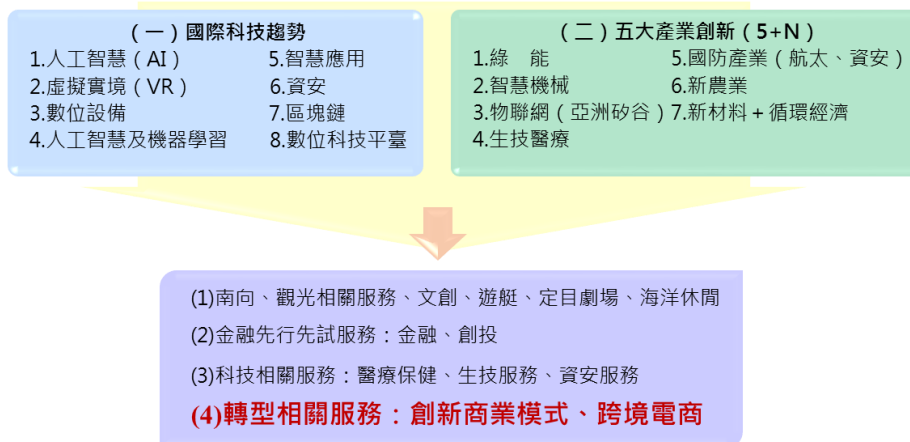 (一)國際科技趨勢
1.人工智慧(AI)
2.虛擬實境(VR)
3.數位設備
4.人工智慧及機器學習
5.智慧應用
6.資安
7.區塊鏈
8.數位科技平臺
(二)五大產業創新(5+N)
1.綠 能
2.智慧機械
3.物聯網(亞洲矽谷)
4.生技醫療
5.國防產業(航太、資安)
6.新農業
7.新材料+循環經濟
(1)南向、觀光相關服務、文創、遊艇、定目劇場、海洋休閒
(2)金融先行先試服務:金融、創投
(3)科技相關服務:醫療保健、生技服務、資安服務
(4)轉型相關服務:創新商業模式、跨境電商